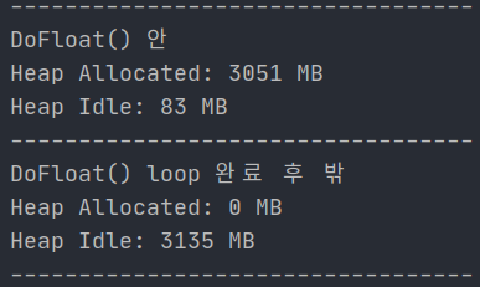 ----------------------------------
DoFloat() 안
Heap Allocated: 3051 MB
Heap Idle: 83 MB
----------------------------------
DoFloat() loop 완료 후 밖
Heap Allocated: 0 MB
Heap Idle: 3135 MB
----------------------------------